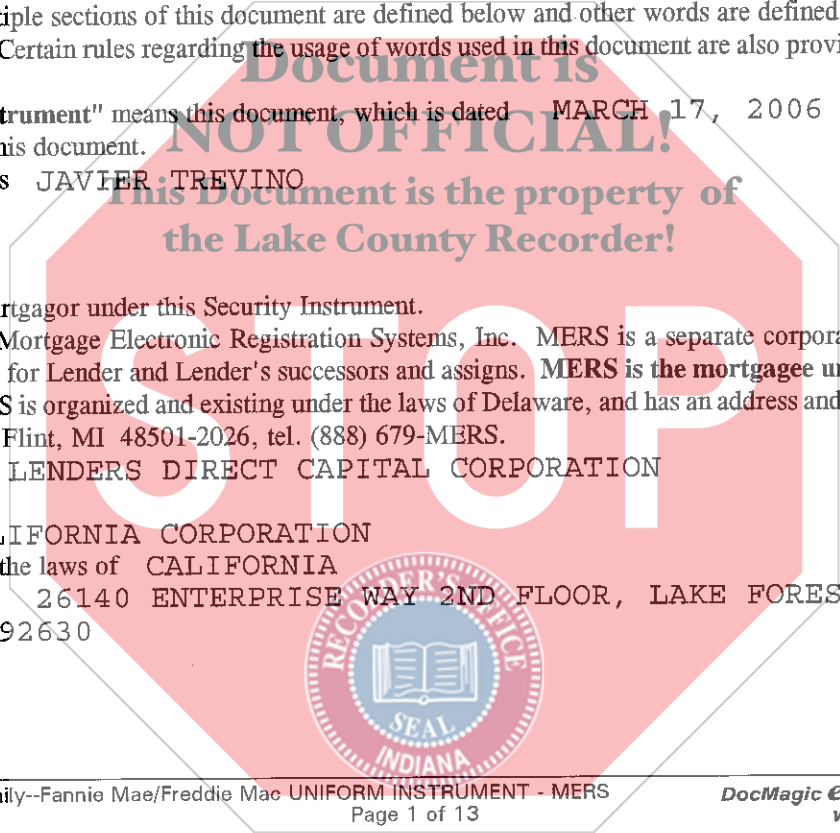 iple sections of this document are defined below and other words are defined
Certain rules regarding the usage of words used in this document are also provi
Document is
trument" means this document, which is dated MARCH 17, 2006
NOT OFFICIAL!
his document.
s JAVIER TREVINO
This Document is the property of
the Lake County Recorder!
rtgagor under this Security Instrument.
Mortgage Electronic Registration Systems, Inc. MERS is a separate corpora
for Lender and Lender's successors and assigns. MERS is the mortgagee u
STOP
S is organized and existing under the laws of Delaware, and has an address and
Flint, MI 48501-2026, tel. (888) 679-MERS.
LENDERS DIRECT CAPITAL CORPORATION
LIFORNIA CORPORATION
the laws of CALIFORNIA
26140 ENTERPRISE WAY 2ND FLOOR, LAKE FORES
92630
RECORDER'S OFFICE
SEAL
INDIANA
ily--Fannie Mae/Freddie Mac UNIFORM INSTRUMENT - MERS
DocMagic
Page 1 of 13